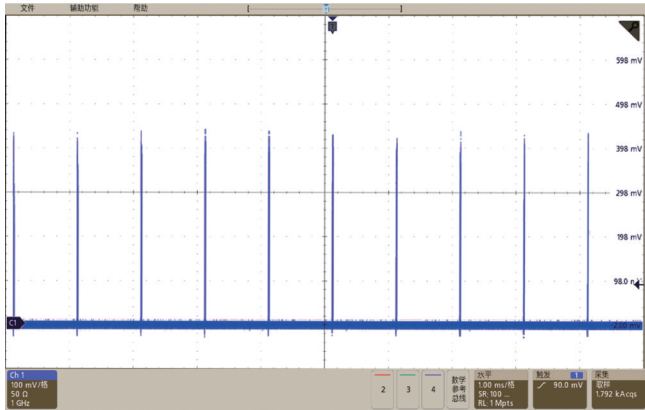 文件 辅助功能 帮助
[ ]
598 mV
498 mV
398 mV
298 mV
198 mV
98.0
C1
-2.00 mV
Ch 1
100 mV/格
50 Ω
1 GHz
2 3 4
数学
参考
总线
水平
1.00 ms/格
SR: 100 ...
RL: 1 Mpts
触发 1
90.0 mV
采集
取样
1.792 kAcqs